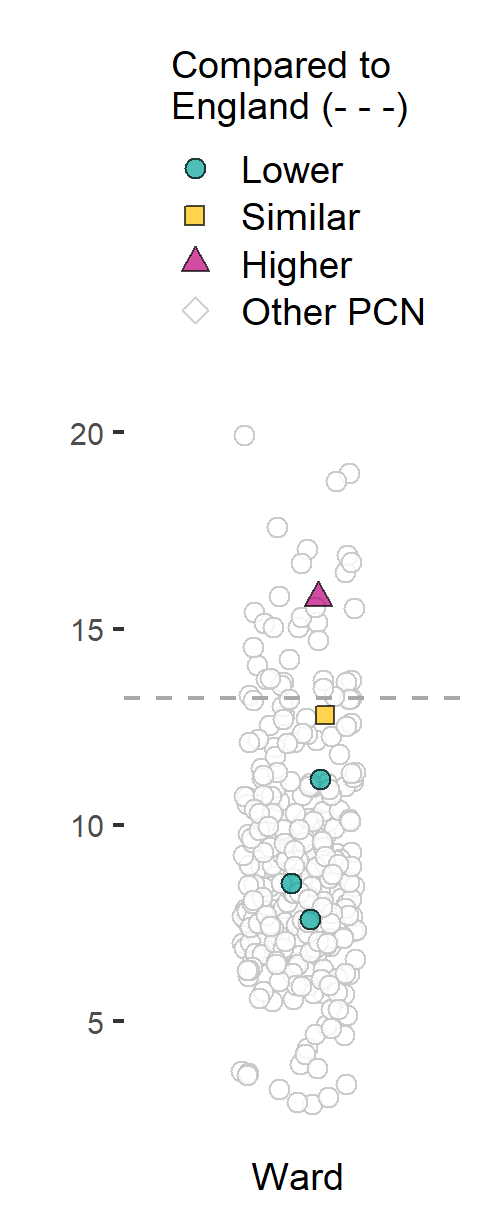 Compared to
England (- - -)
Lower
Similar
Higher
Other PCN
20
15
10
5
Ward